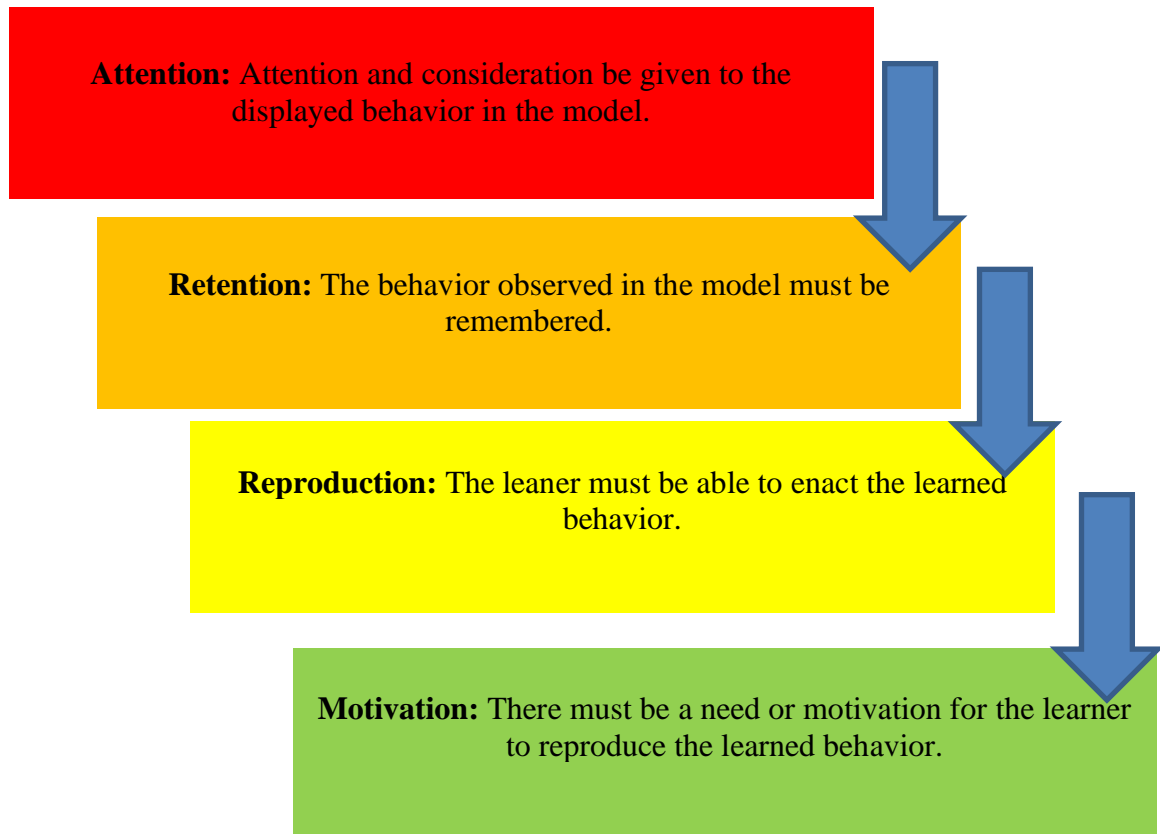 Attention: Attention and consideration be given to the
displayed behavior in the model.
Retention: The behavior observed in the model must be
remembered.
Reproduction: The leaner must be able to enact the learned
behavior.
Motivation: There must be a need or motivation for the learner
to reproduce the learned behavior.